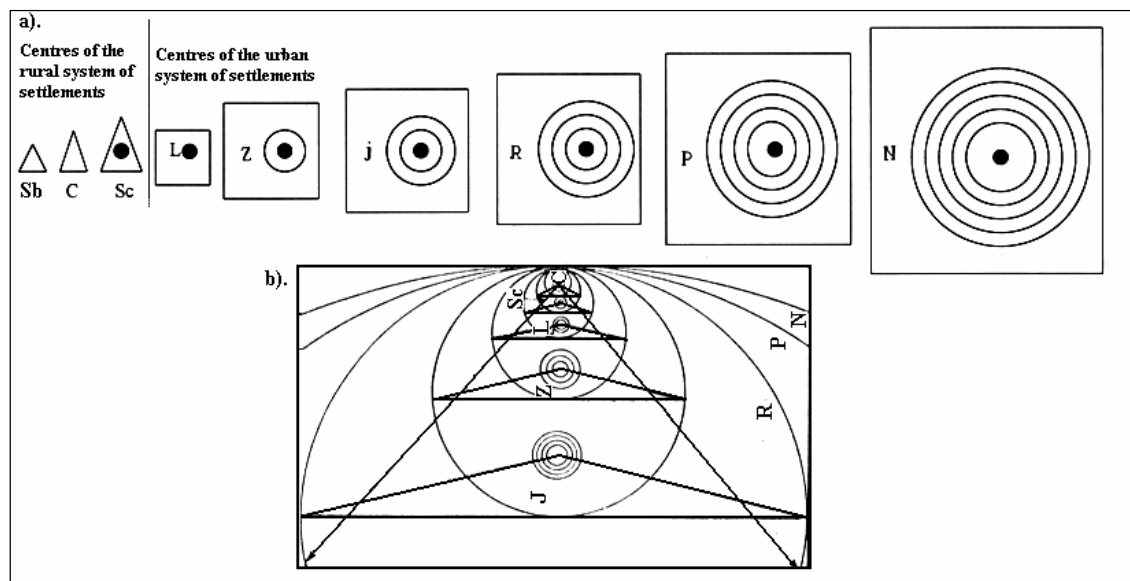 a).
Centres of the
rural system of
settlements
Centres of the urban
system of settlements
Sb
C
Sc
L
Z
j
R
P
N
b).
C
Sc
L
Z
J
R
P
N